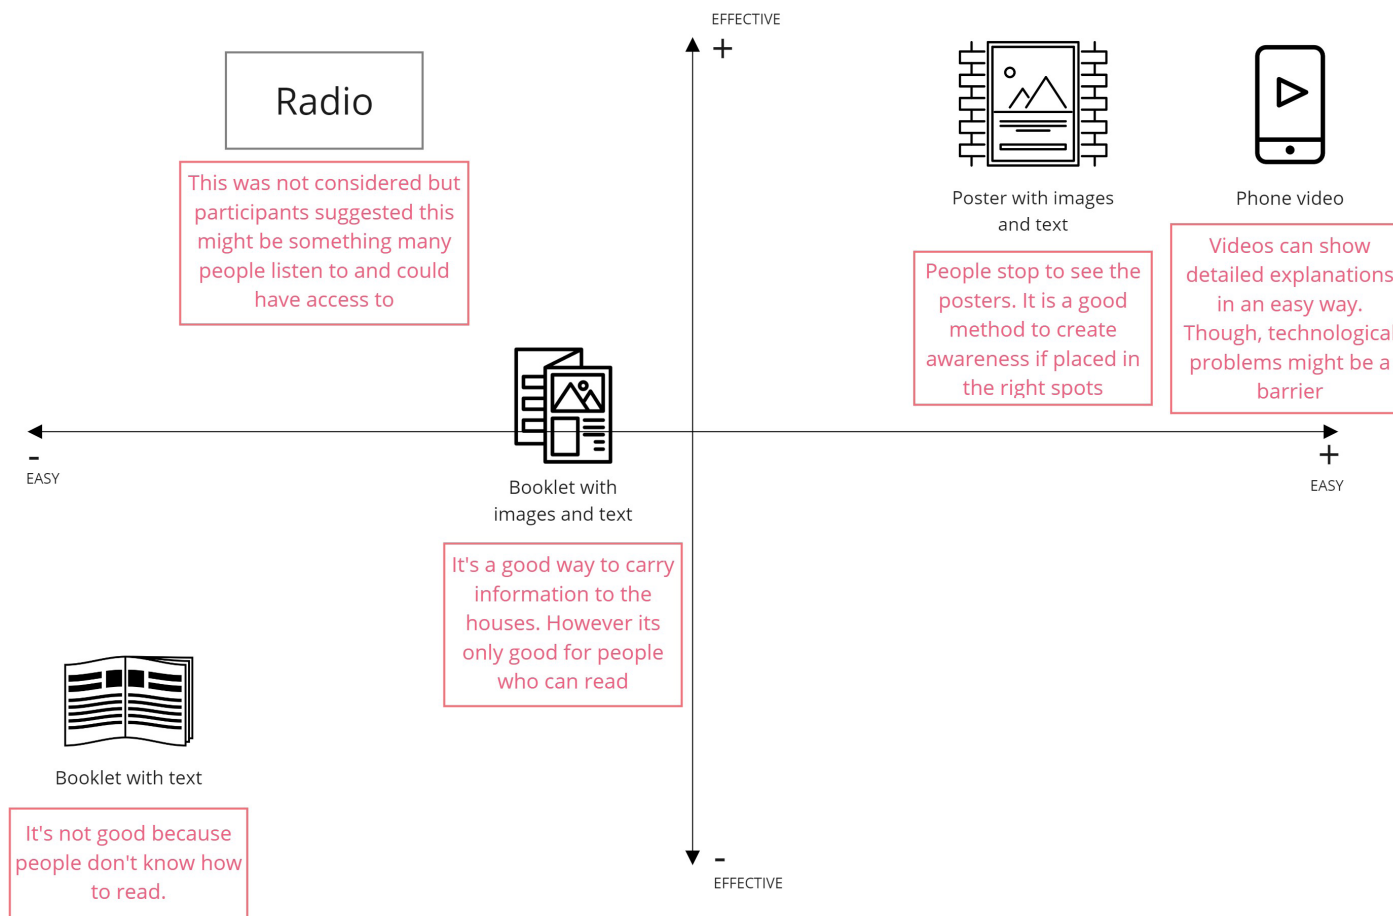 EFFECTIVE
+
Radio
This was not considered but
participants suggested this
might be something many
people listen to and could
have access to
Poster with images
and text
People stop to see the
posters. It is a good
method to create
awareness if placed in
the right spots
Phone video
Videos can show
detailed explanations
in an easy way.
Though, technological
problems might be a
barrier
-
EASY
+
EASY
Booklet with
images and text
It's a good way to carry
information to the
houses. However its
only good for people
who can read
Booklet with text
It's not good because
people don't know how
to read.
-
EFFECTIVE